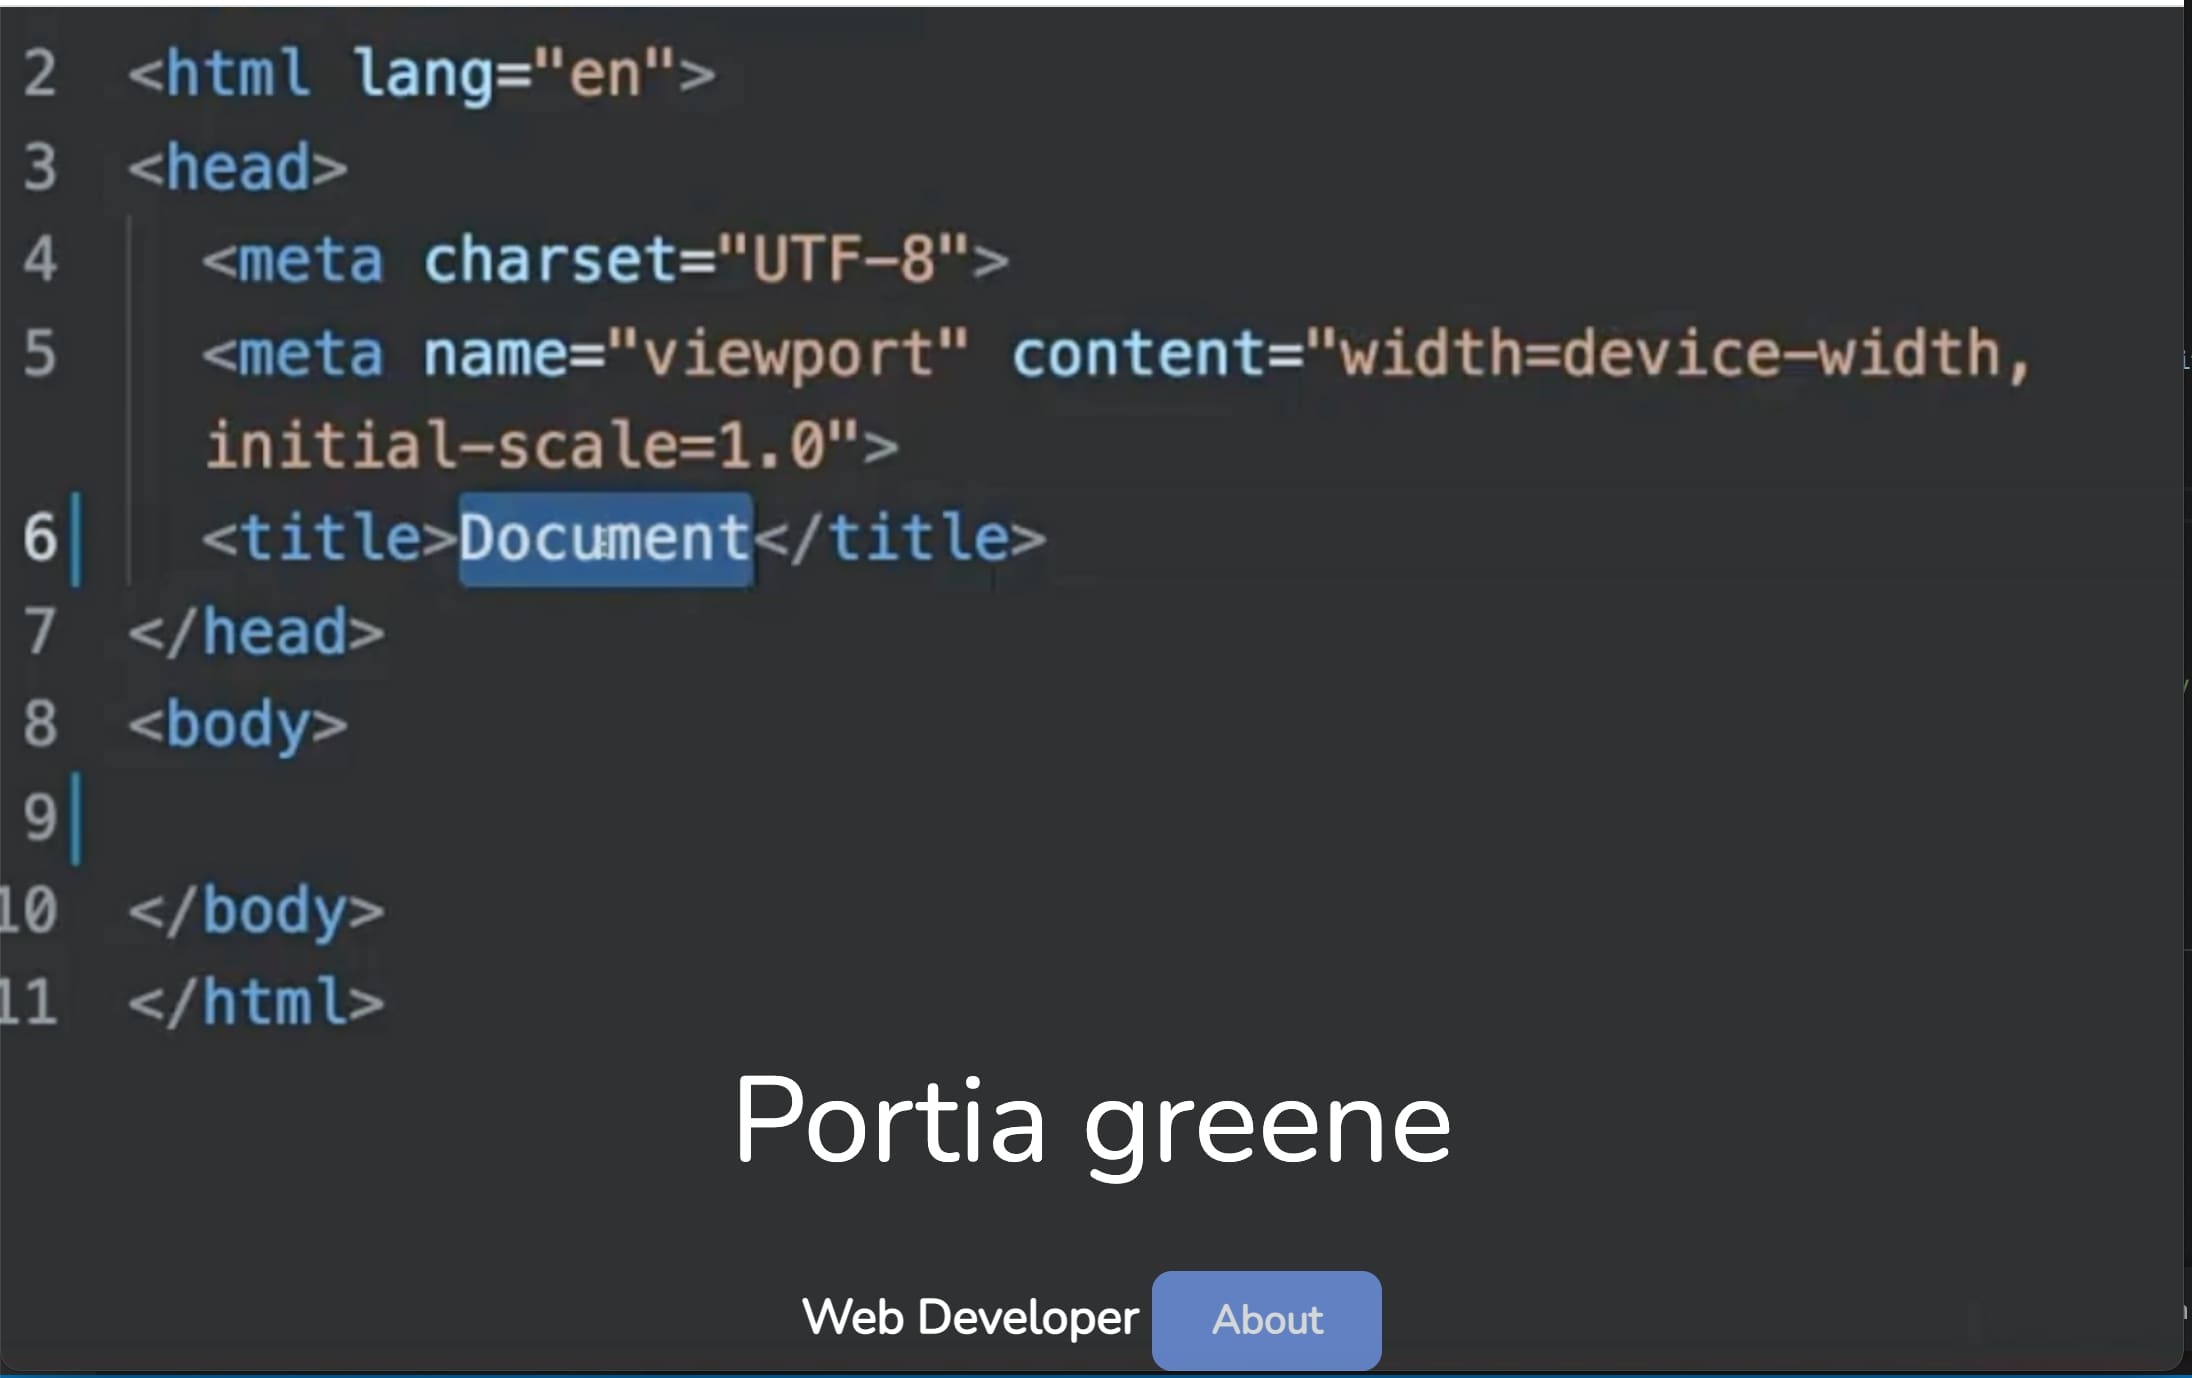 2 <html lang="en">
3 <head>
4 <meta charset="UTF-8">
5 <meta name="viewport" content="width=device-width,
initial-scale=1.0">
6 <title>Document</title>
7 </head>
8 <body>
9
10 </body>
11 </html>
Portia greene
Web Developer About